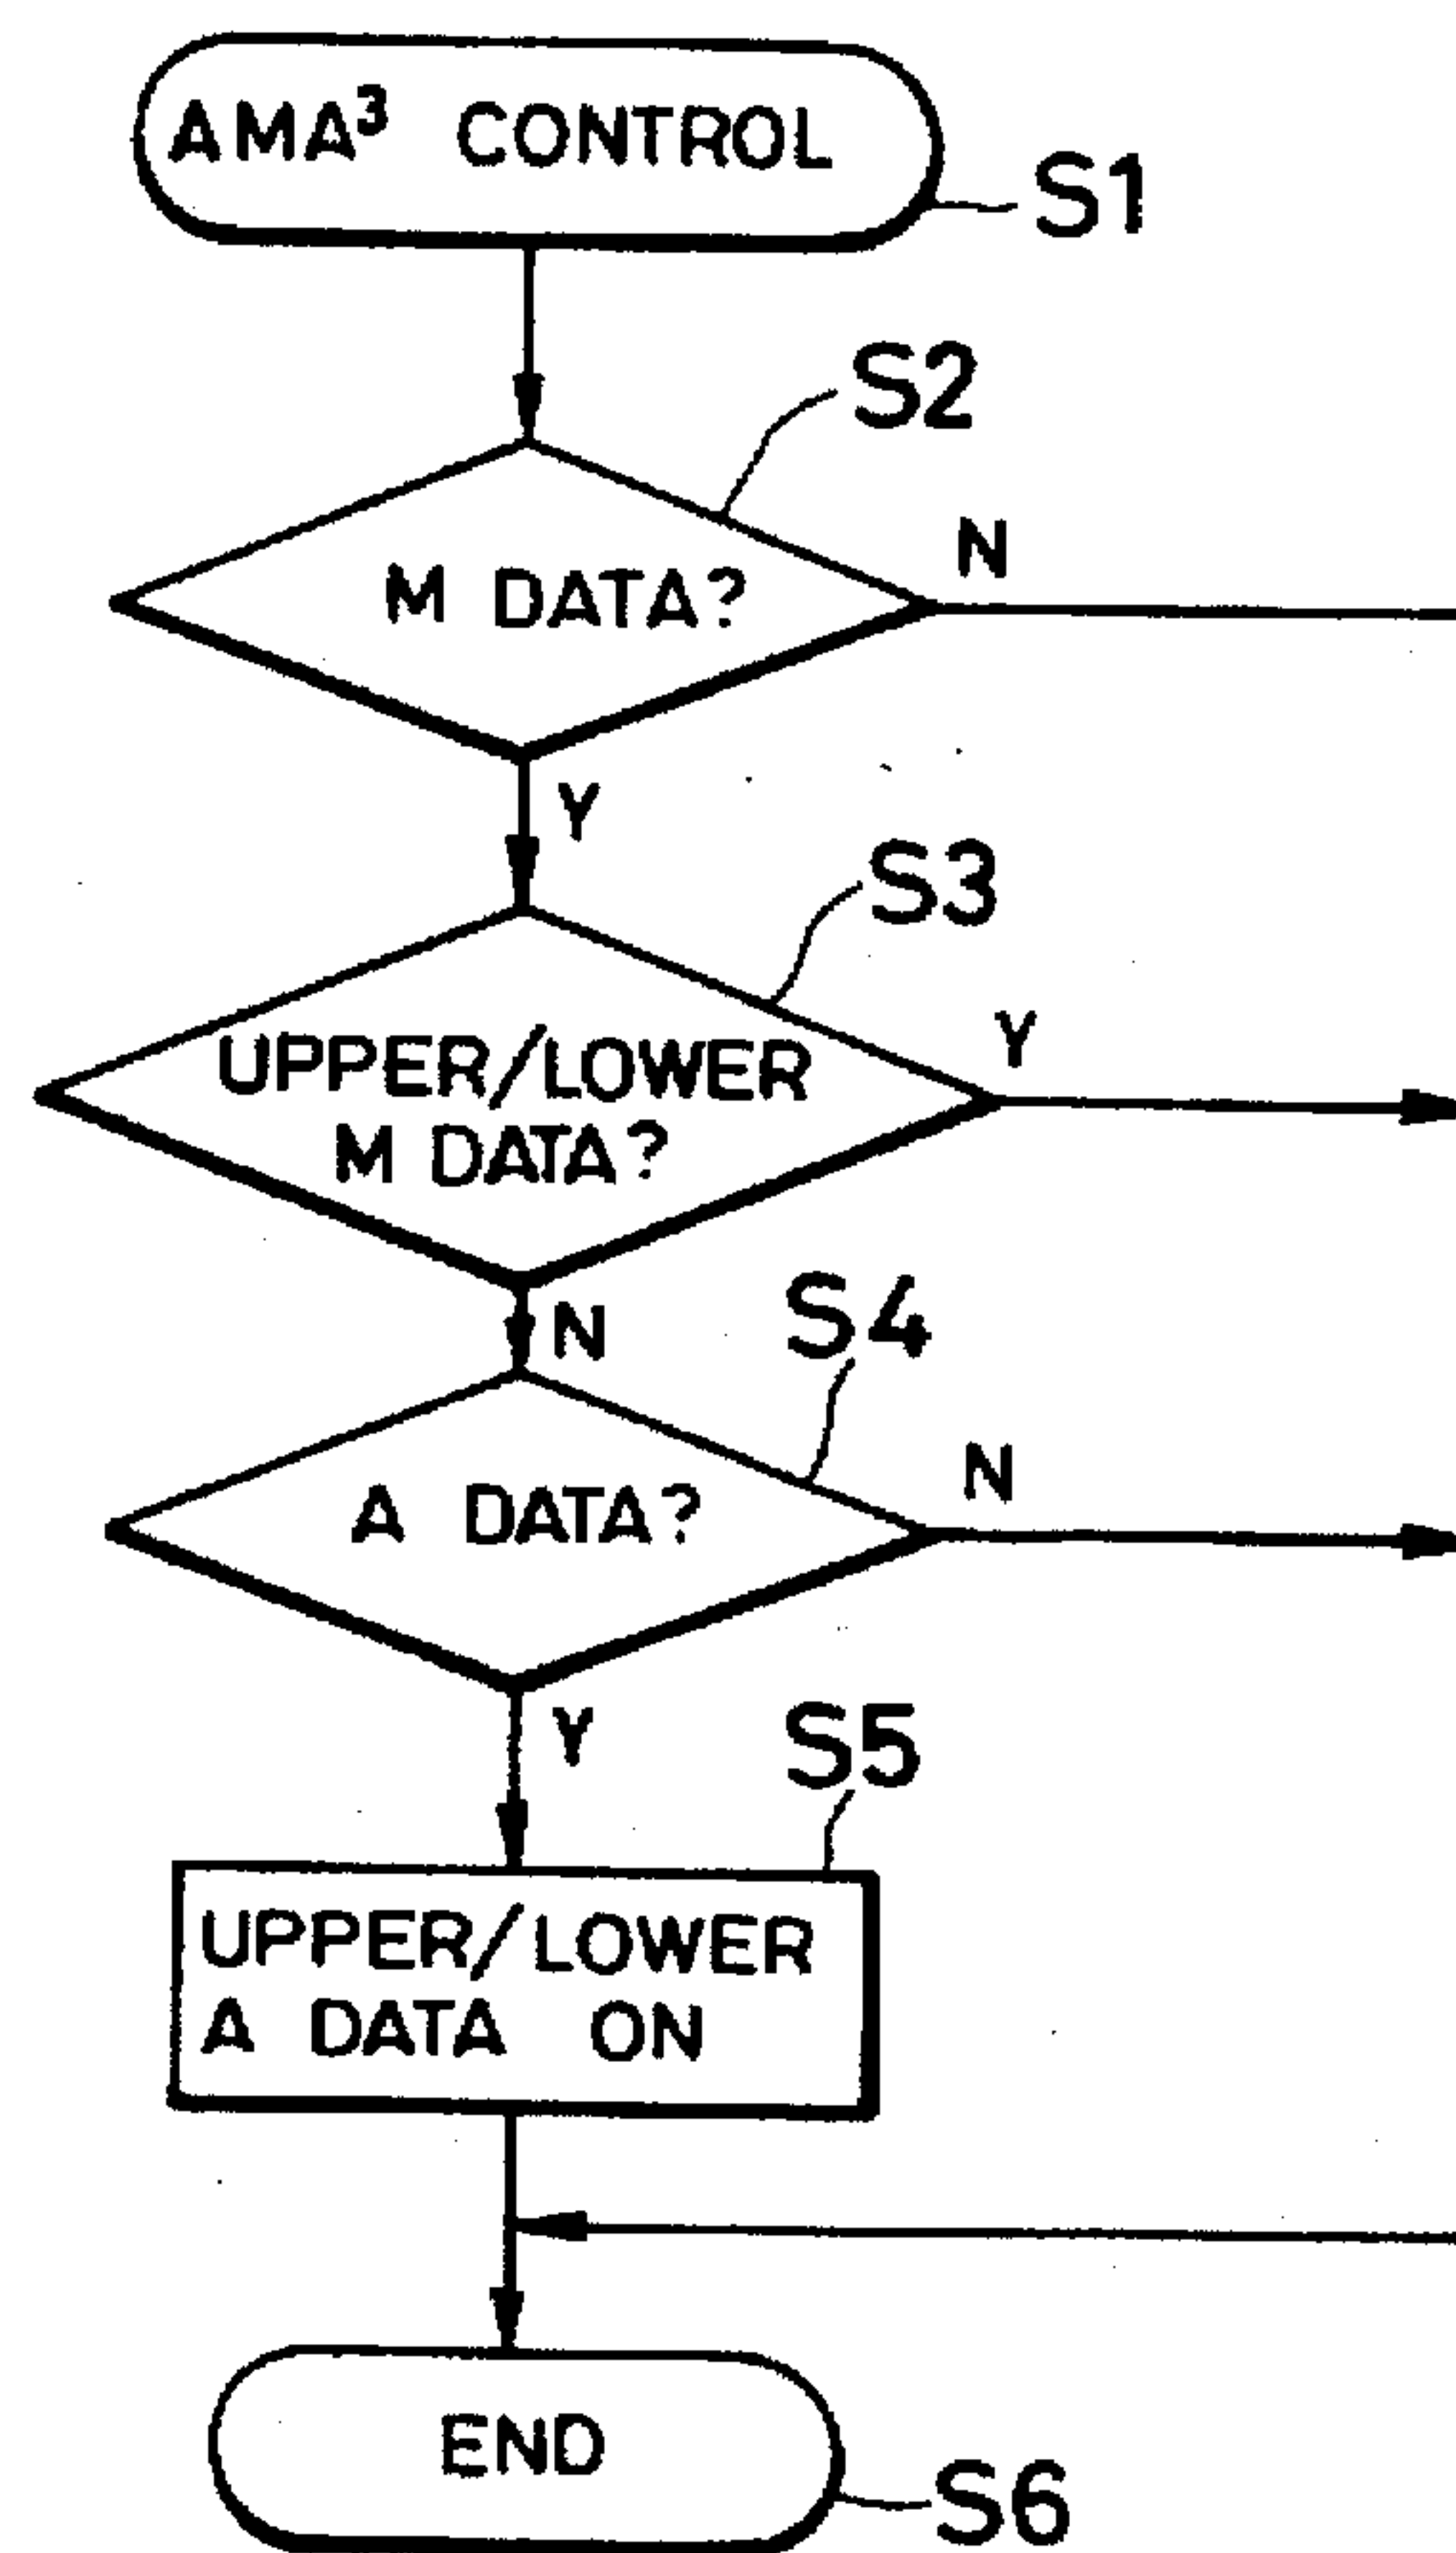 AMA³ CONTROL
S1
S2
M DATA?
N
Y
S3
UPPER/LOWER
M DATA?
Y
N
S4
A DATA?
N
Y
S5
UPPER/LOWER
A DATA ON
END
S6